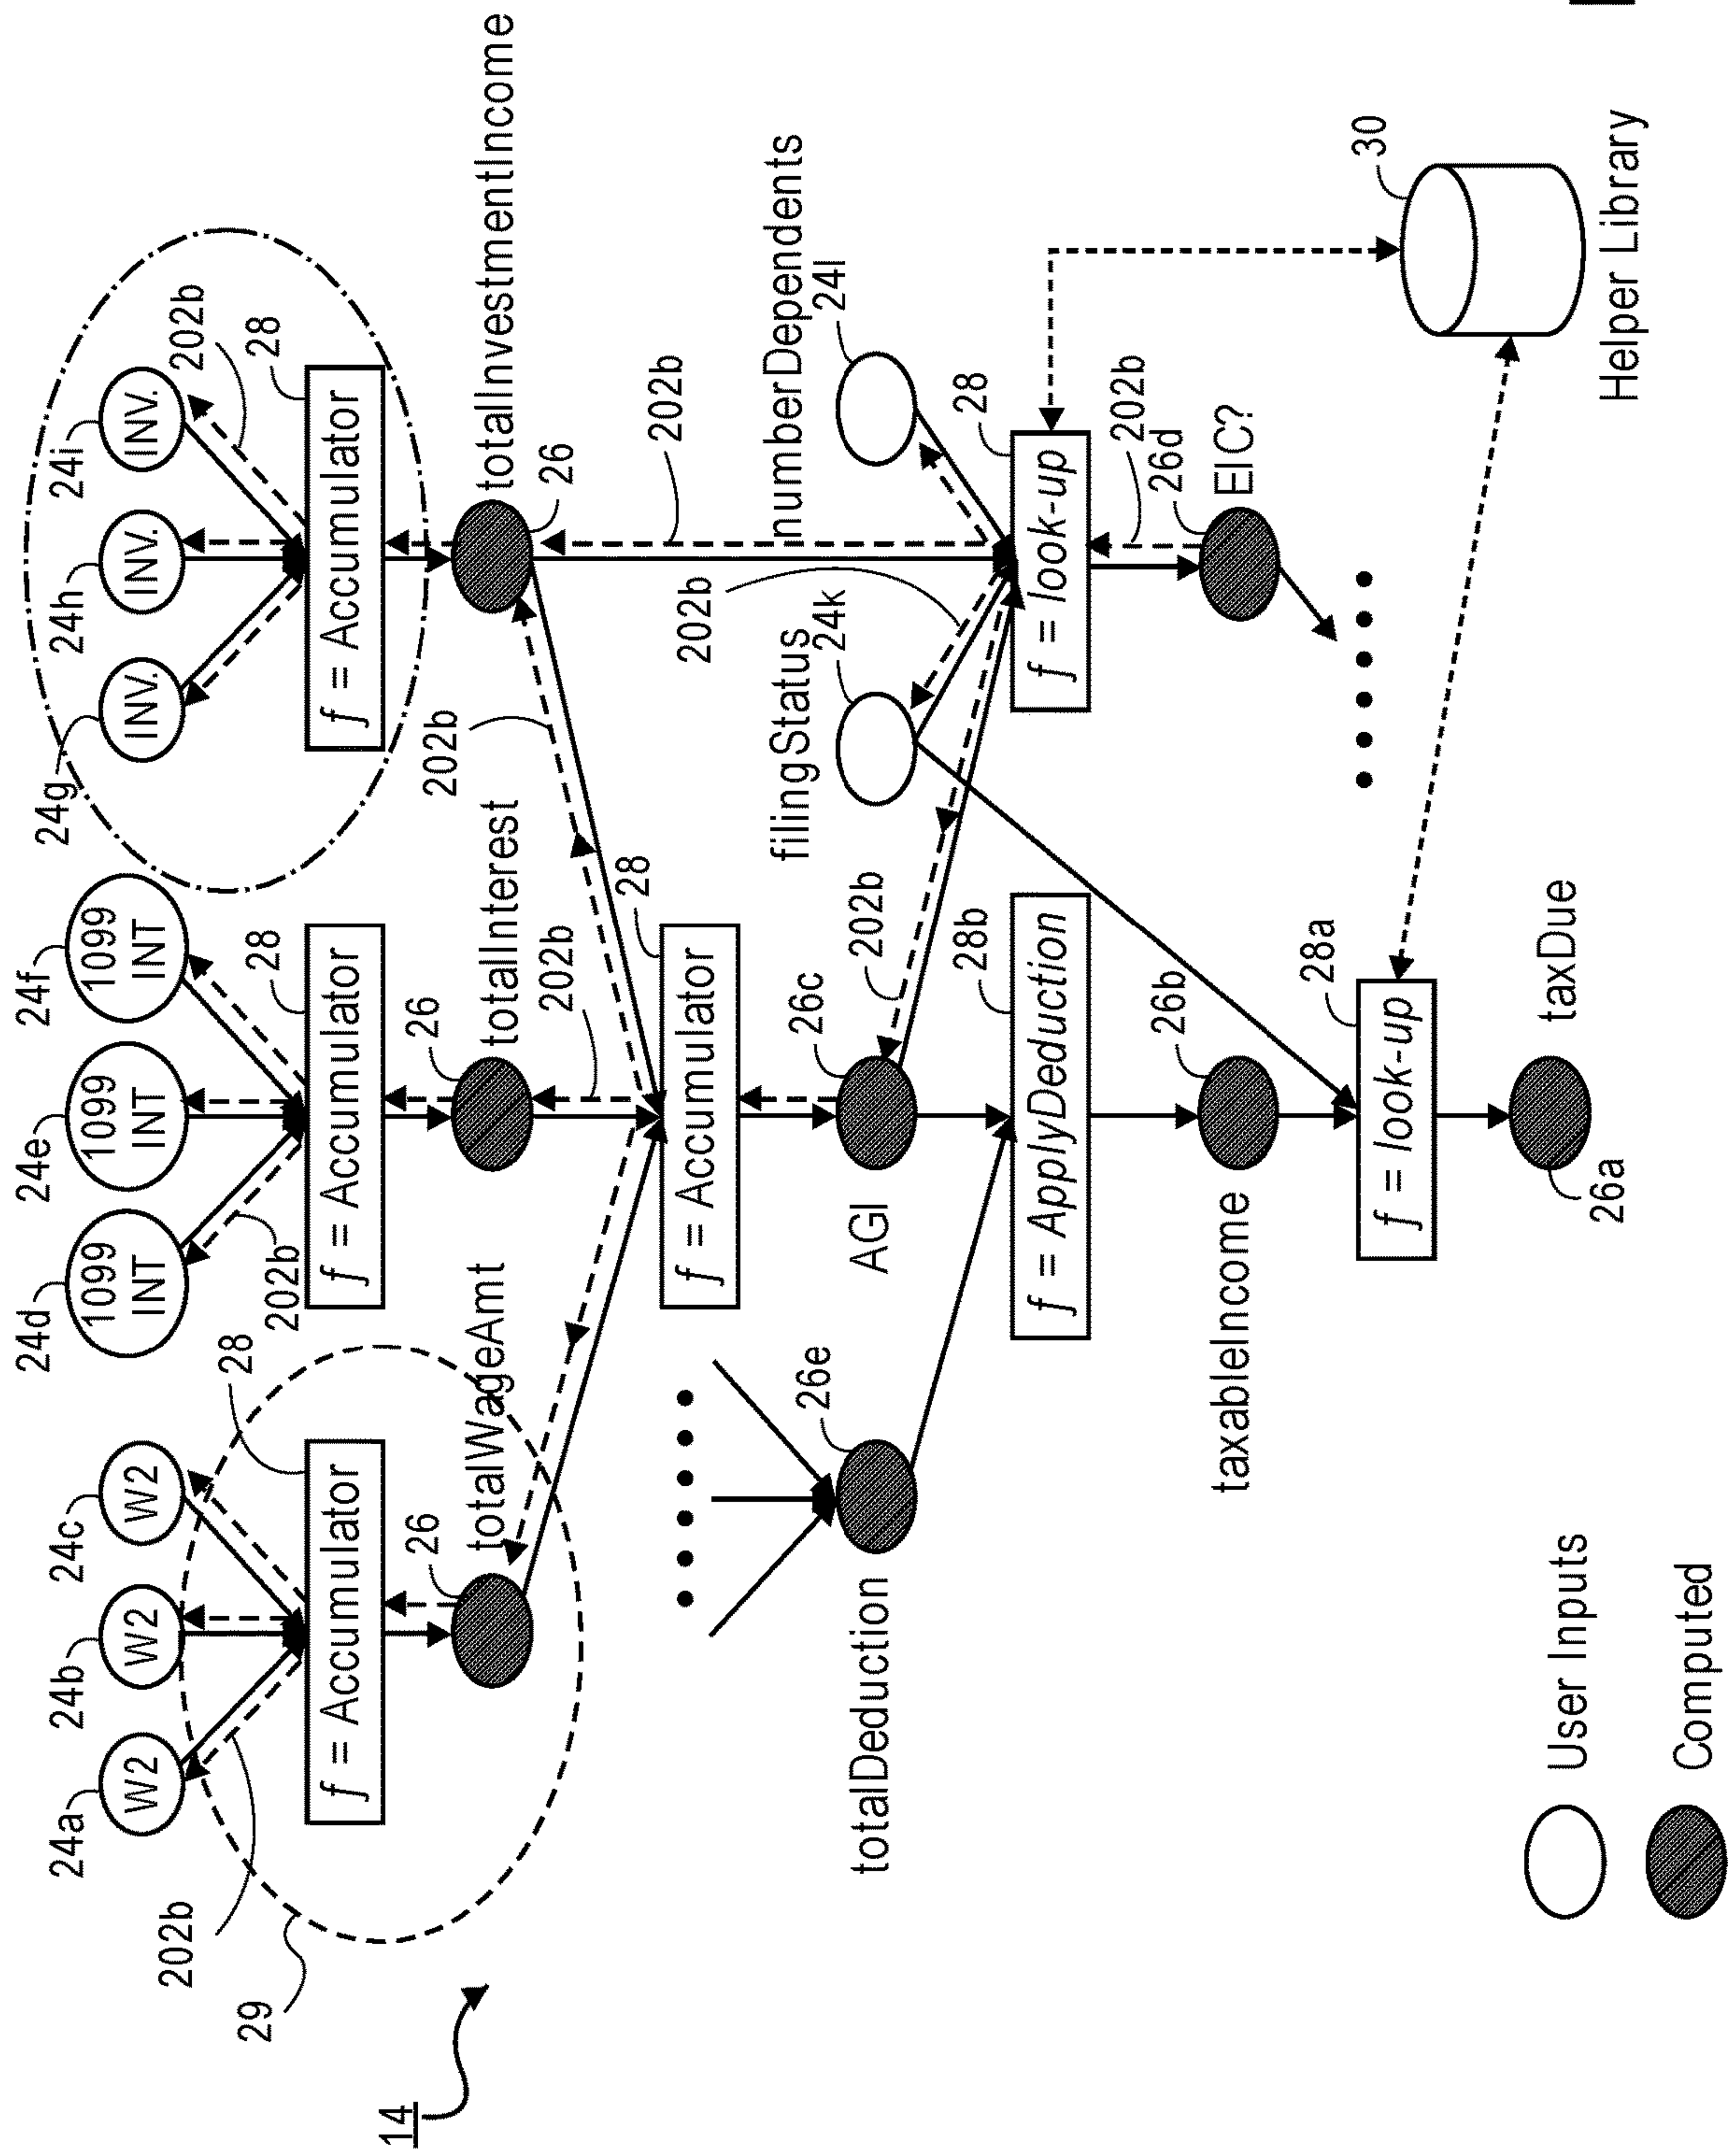 14
29
202b
24a
W2
24b
W2
24c
W2
28
f = Accumulator
26
totalWageAmt
24d
1099
INT
24e
1099
INT
24f
1099
INT
202b
28
f = Accumulator
26
totalInterest
202b
24g
INV.
24h
INV.
24i
INV.
202b
28
f = Accumulator
26
totalInvestmentIncome
202b
202b
28
f = Accumulator
26c
AGI
202b
filingStatus
24k
202b
numberDependents
24l
28
f = look-up
202b
26d
EIC?
26e
totalDeduction
28b
f = ApplyDeduction
26b
taxableIncome
28a
f = look-up
taxDue
26a
30
Helper Library
User Inputs
Computed